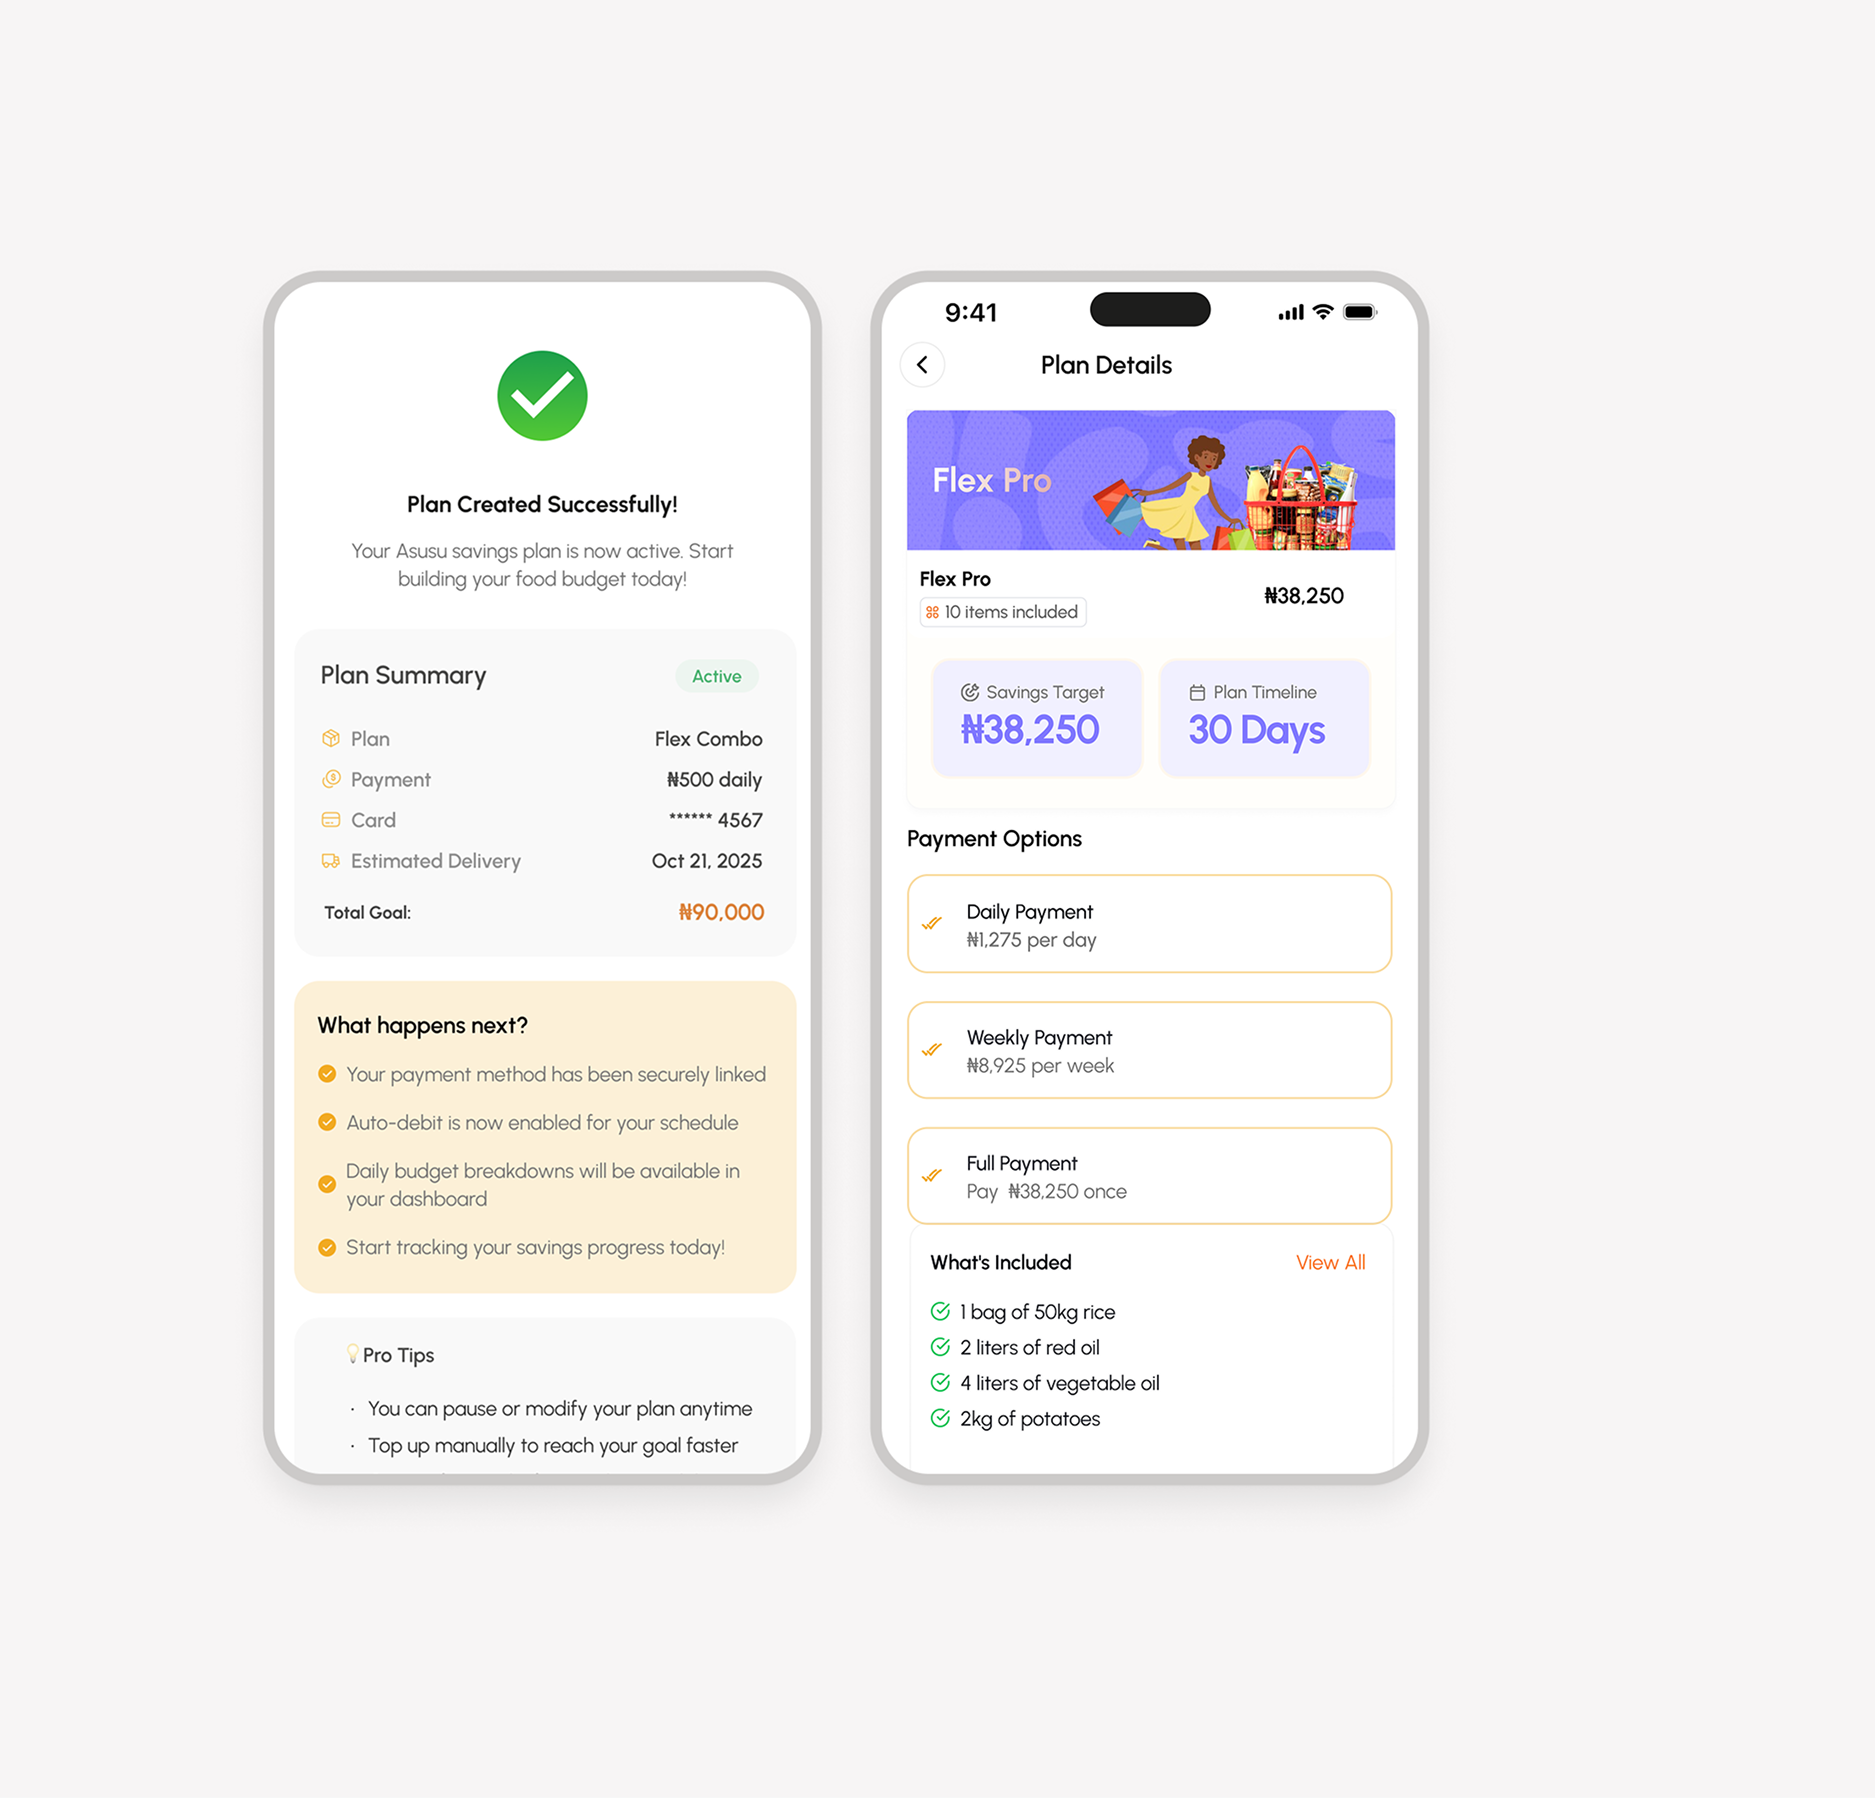 Plan Created Successfully!
Your Asusu savings plan is now active. Start
building your food budget today!
Plan Summary
Active
Plan
Flex Combo
Payment
₦500 daily
Card
****** 4567
Estimated Delivery
Oct 21, 2025
Total Goal:
₦90,000
What happens next?
Your payment method has been securely linked
Auto-debit is now enabled for your schedule
Daily budget breakdowns will be available in
your dashboard
Start tracking your savings progress today!
💡Pro Tips
· You can pause or modify your plan anytime
· Top up manually to reach your goal faster
9:41
Plan Details
Flex Pro
Flex Pro
10 items included
₦38,250
Savings Target
₦38,250
Plan Timeline
30 Days
Payment Options
Daily Payment
₦1,275 per day
Weekly Payment
₦8,925 per week
Full Payment
Pay  ₦38,250 once
What's Included
View All
1 bag of 50kg rice
2 liters of red oil
4 liters of vegetable oil
2kg of potatoes